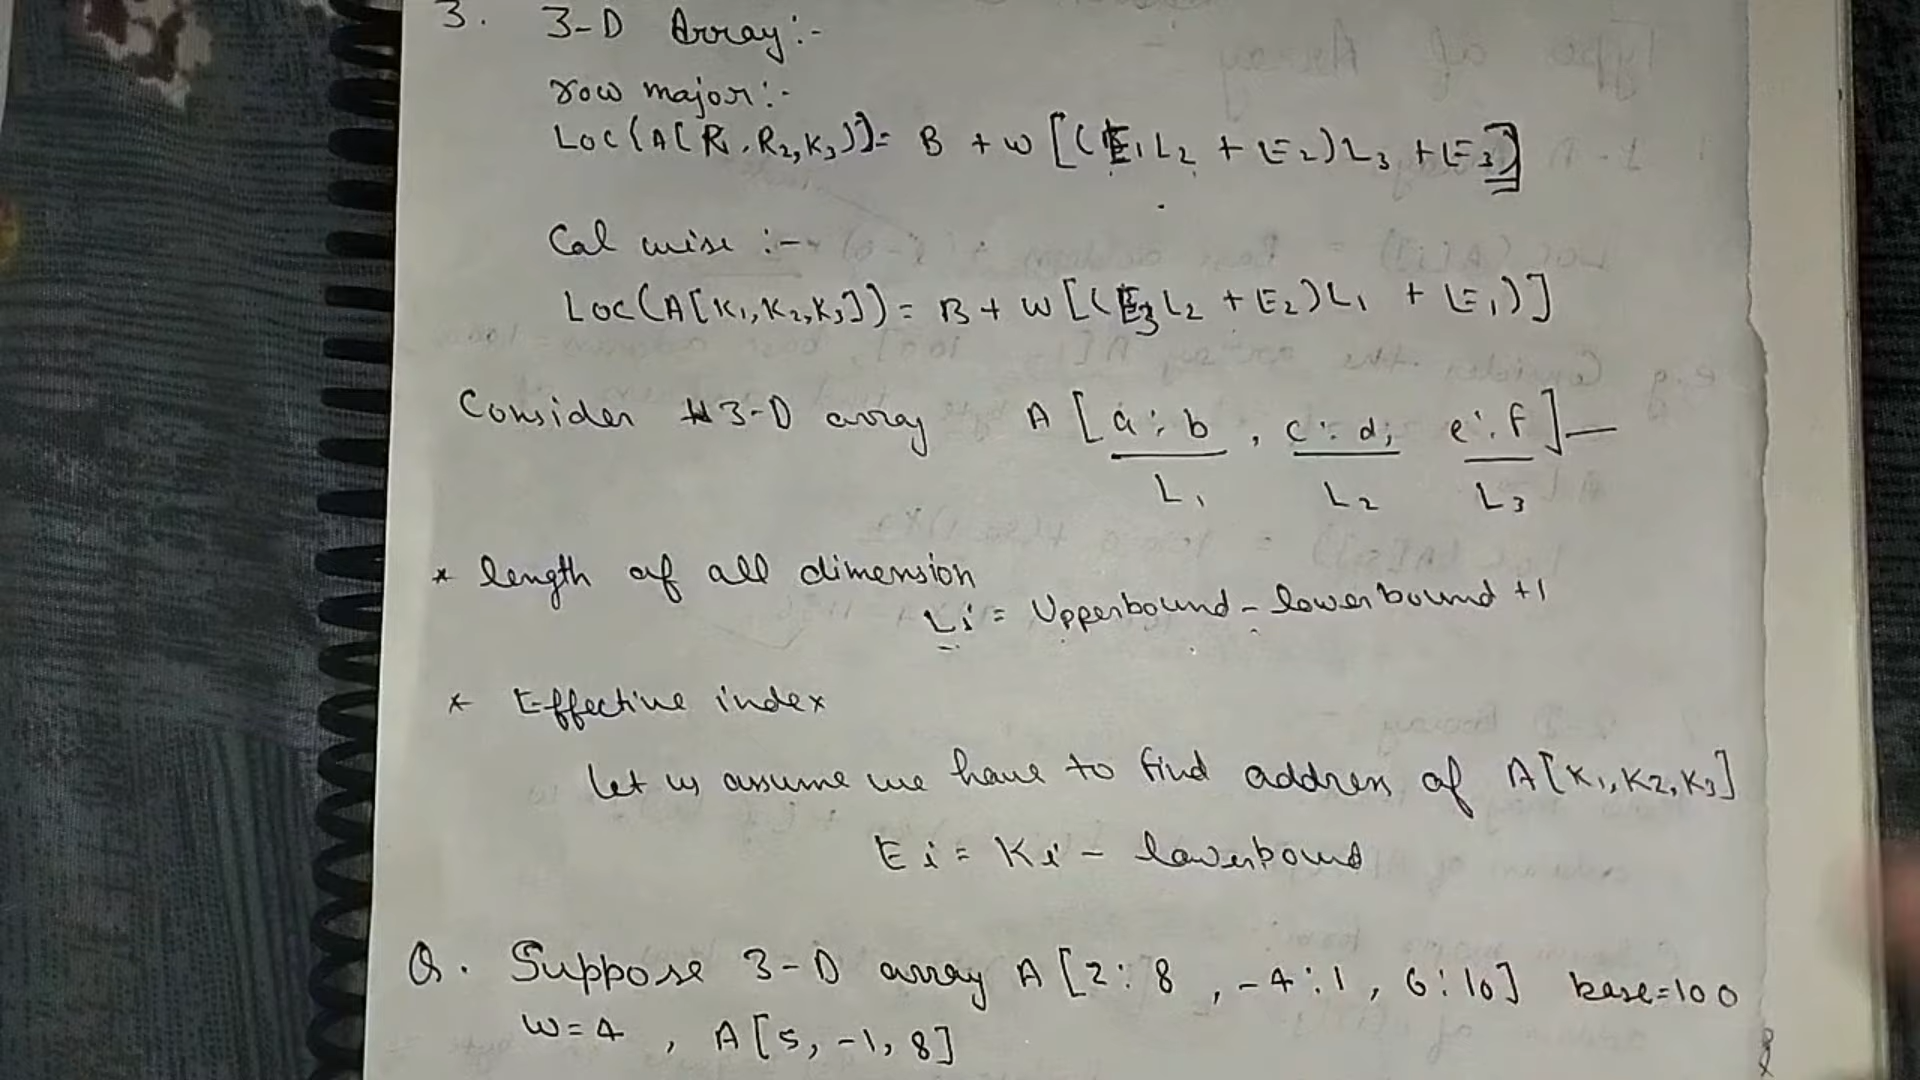 3. 3-D Array:-
row major:-
Loc(A[R1,R2,K3)]= B + W [(E1L2 + E2)L3 + E3)]
Cal wise :-
Loc(A[K1,K2,K3]) = B + W [(E3L2 + E2)L1 + E1)]
Consider 3-D array A [a:b, c:d, e:f]—
L1 L2 L3
* length of all dimension
Li = Upperbound - lowerbound +1
* Effective index
let us assume we have to find address of A[K1,K2,K3]
Ei = Ki - lowerbound
Q. Suppose 3-D array A [2:8, -4:1, 6:10] base=100
W=4, A[5,-1,8]